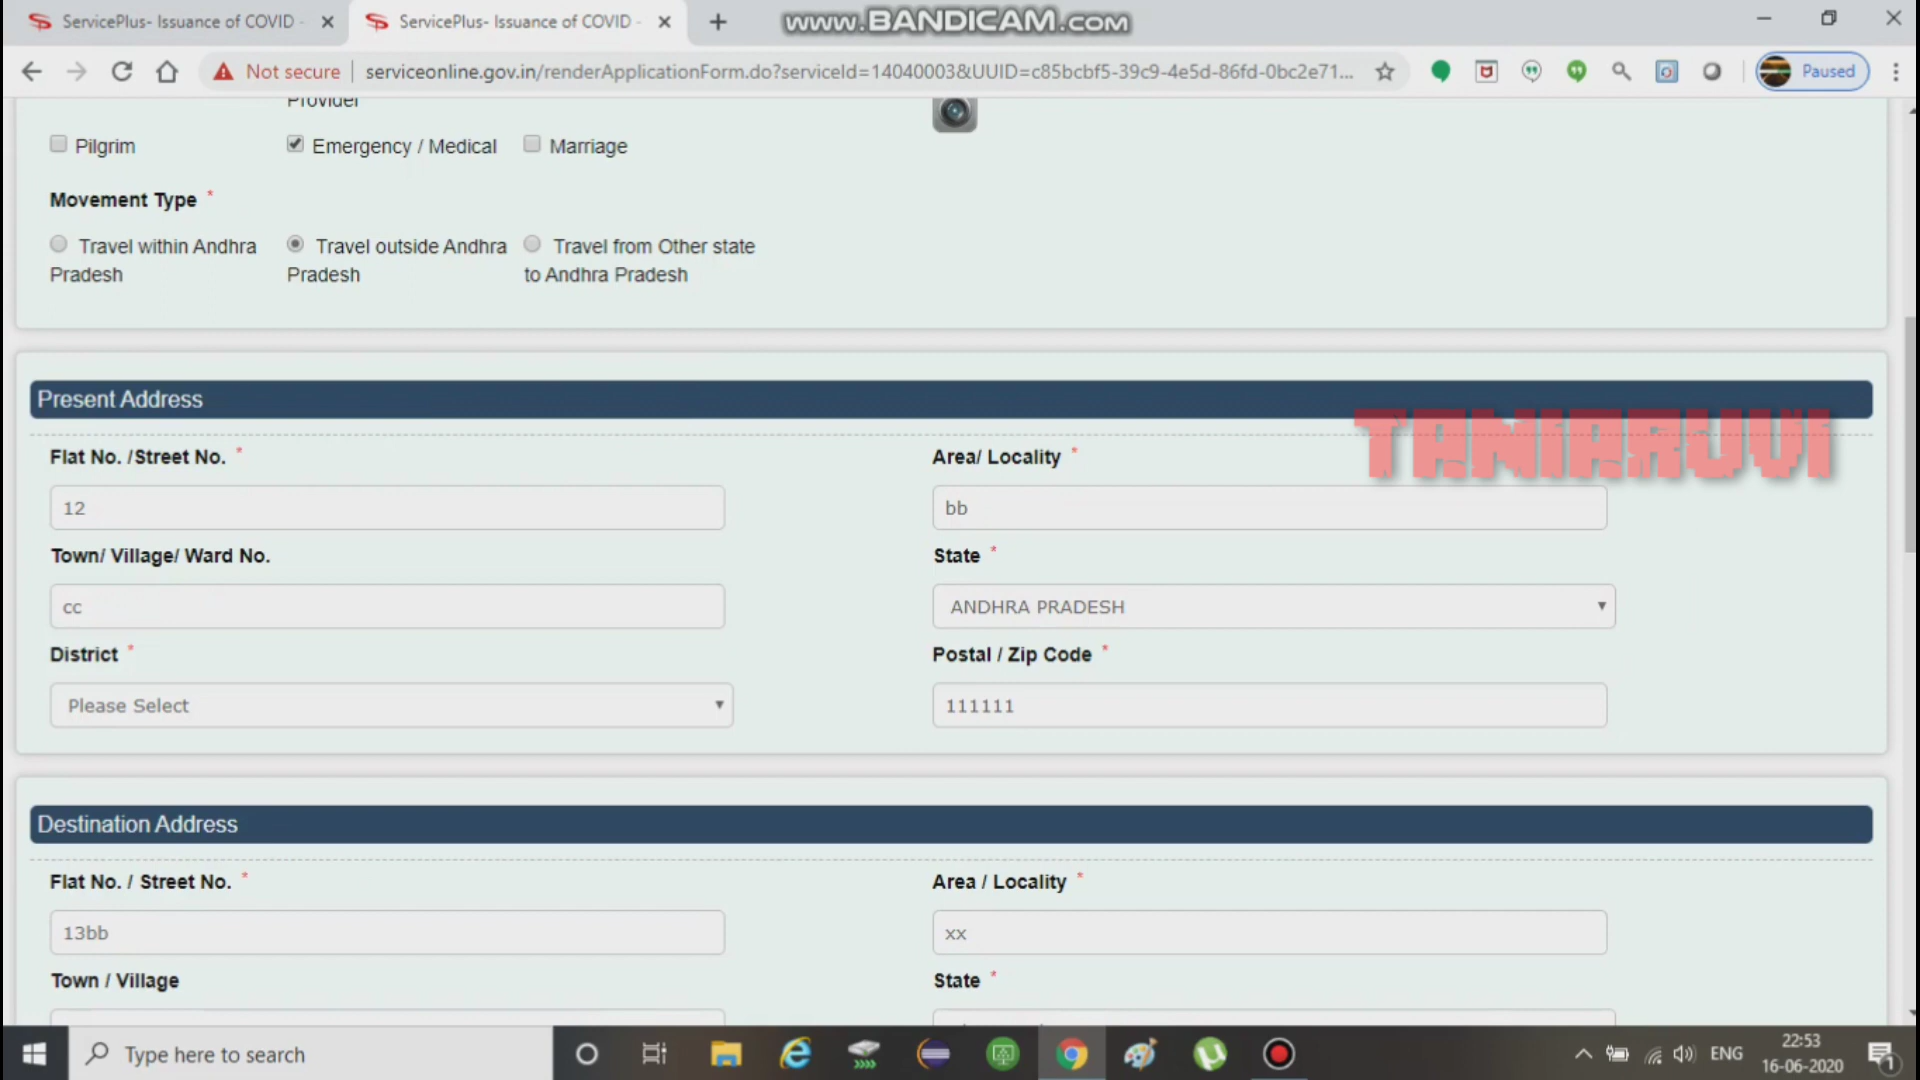 ServicePlus- Issuance of COVID -
ServicePlus- Issuance of COVID -
www.BANDICAM.com
Not secure
serviceonline.gov.in/renderApplicationForm.do?serviceId=14040003&UUID=c85bcbf5-39c9-4e5d-86fd-0bc2e71...
Paused
Provider
Pilgrim
Emergency / Medical
Marriage
Movement Type *
Travel within Andhra Pradesh
Travel outside Andhra Pradesh
Travel from Other state to Andhra Pradesh
Present Address
TAMIARUVI
Flat No. /Street No. *
Area/ Locality *
12
bb
Town/ Village/ Ward No.
State *
cc
ANDHRA PRADESH
District *
Postal / Zip Code *
Please Select
111111
Destination Address
Flat No. / Street No. *
Area / Locality *
13bb
xx
Town / Village
State *
Type here to search
ENG
22:53
16-06-2020
1